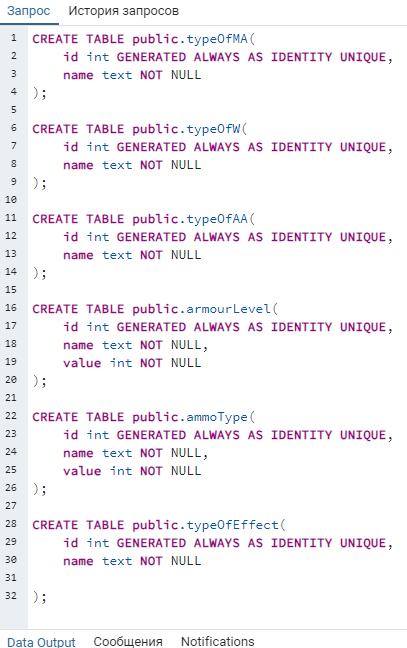 Запрос История запросов
1 CREATE TABLE public.typeOfMA(
2 id int GENERATED ALWAYS AS IDENTITY UNIQUE,
3 name text NOT NULL
4 );
5
6 CREATE TABLE public.typeOfW(
7 id int GENERATED ALWAYS AS IDENTITY UNIQUE,
8 name text NOT NULL
9 );
10
11 CREATE TABLE public.typeOfAA(
12 id int GENERATED ALWAYS AS IDENTITY UNIQUE,
13 name text NOT NULL
14 );
15
16 CREATE TABLE public.armourLevel(
17 id int GENERATED ALWAYS AS IDENTITY UNIQUE,
18 name text NOT NULL,
19 value int NOT NULL
20 );
21
22 CREATE TABLE public.ammoType(
23 id int GENERATED ALWAYS AS IDENTITY UNIQUE,
24 name text NOT NULL,
25 value int NOT NULL
26 );
27
28 CREATE TABLE public.typeOfEffect(
29 id int GENERATED ALWAYS AS IDENTITY UNIQUE,
30 name text NOT NULL
31
32 );
Data Output Сообщения Notifications